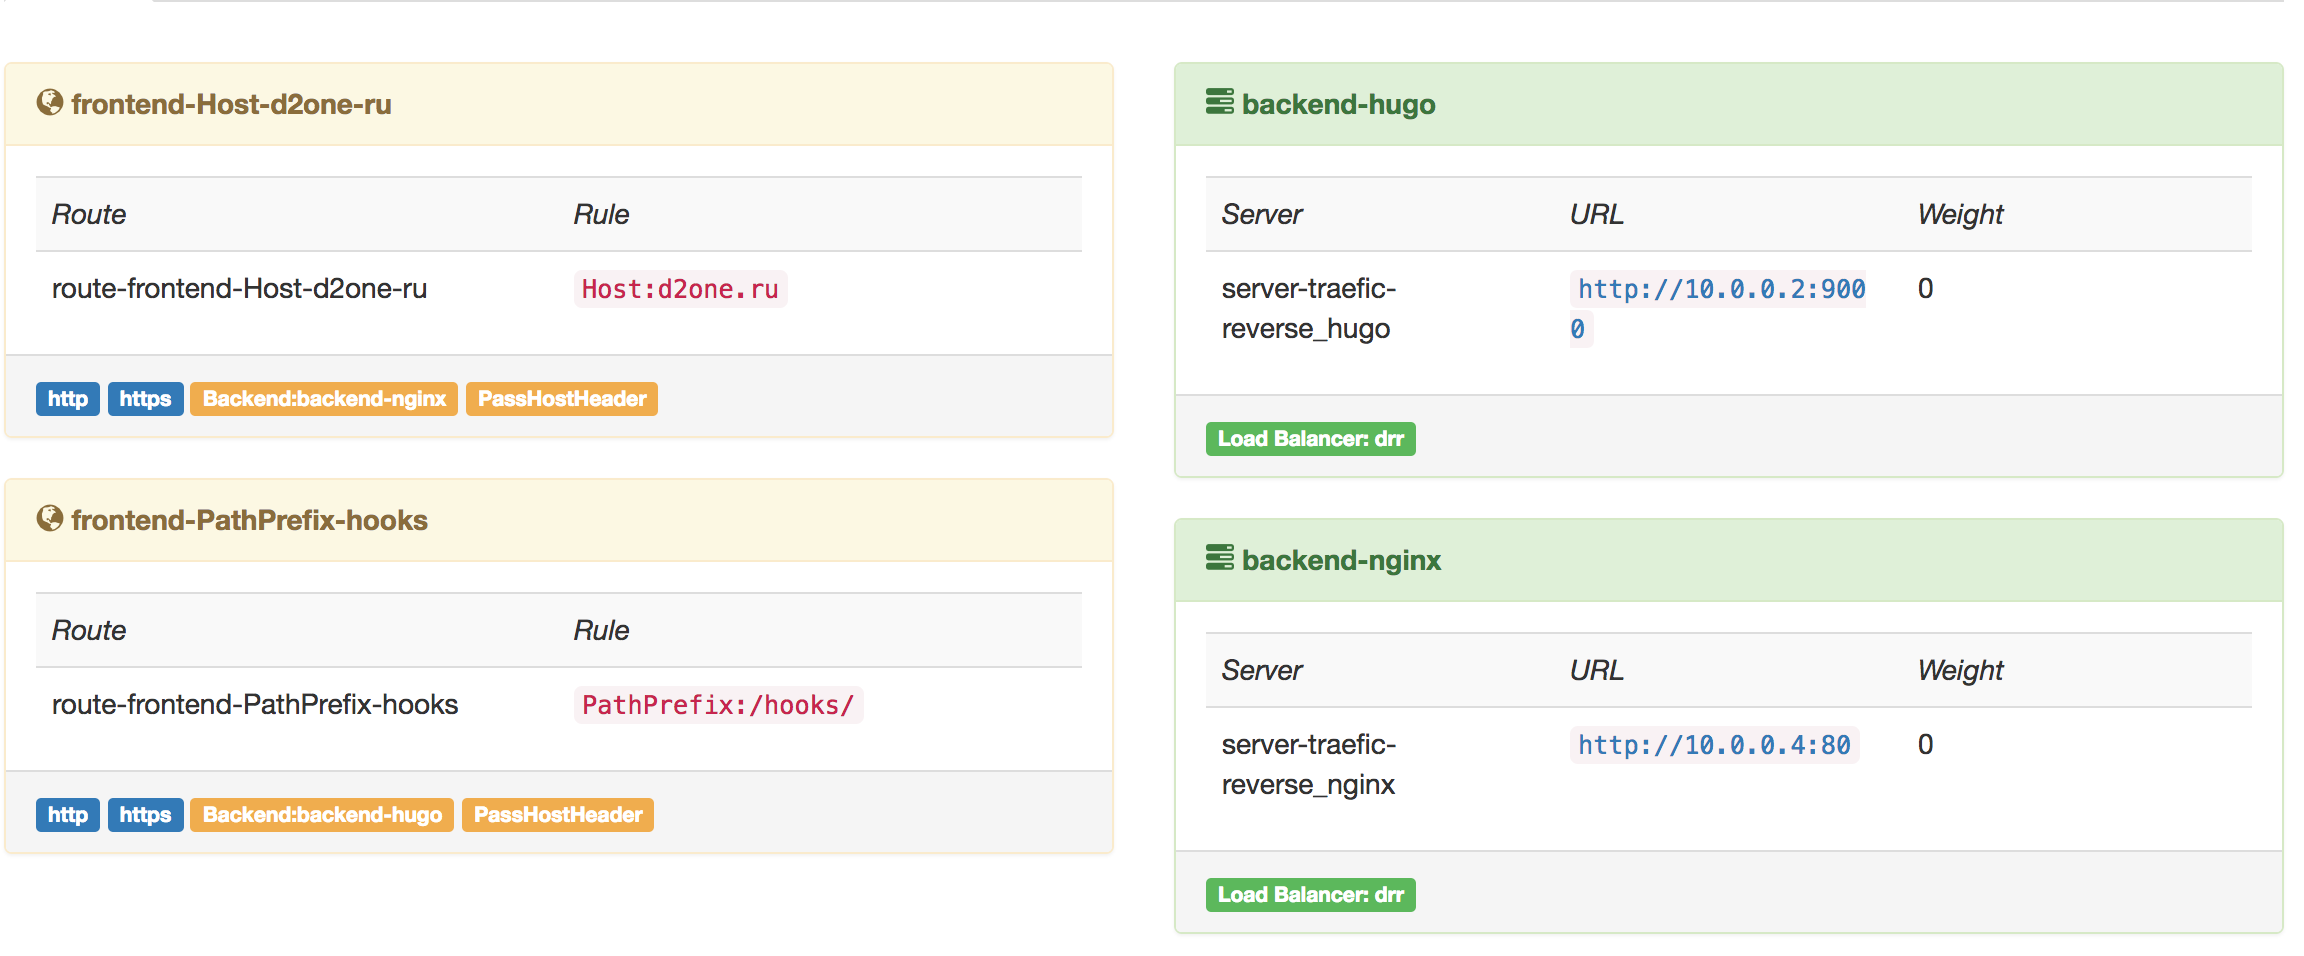 frontend-Host-d2one-ru
Route Rule
route-frontend-Host-d2one-ru Host:d2one.ru
http https Backend:backend-nginx PassHostHeader
frontend-PathPrefix-hooks
Route Rule
route-frontend-PathPrefix-hooks PathPrefix:/hooks/
http https Backend:backend-hugo PassHostHeader
backend-hugo
Server URL Weight
server-traefic- http://10.0.0.2:900 0
reverse_hugo 0
Load Balancer: drr
backend-nginx
Server URL Weight
server-traefic- http://10.0.0.4:80 0
reverse_nginx
Load Balancer: drr